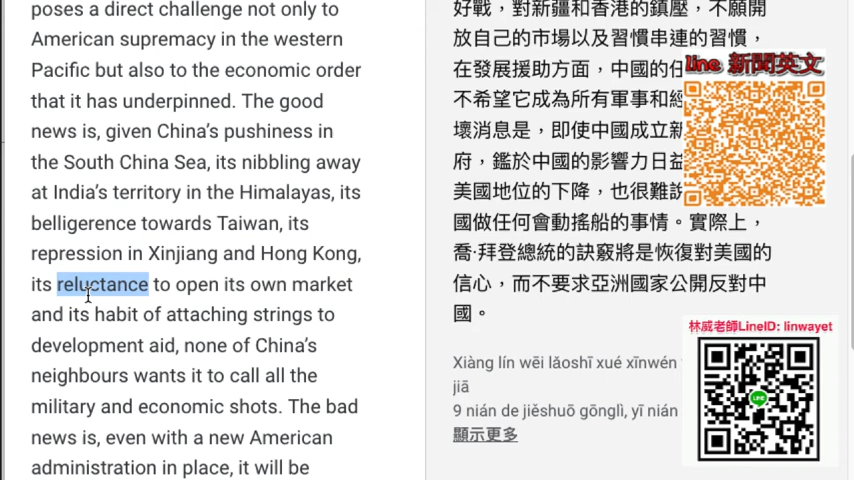 poses a direct challenge not only to
American supremacy in the western
Pacific but also to the economic order
that it has underpinned. The good
news is, given China's pushiness in
the South China Sea, its nibbling away
at India's territory in the Himalayas, its
belligerence towards Taiwan, its
repression in Xinjiang and Hong Kong,
its reluctance to open its own market
and its habit of attaching strings to
development aid, none of China's
neighbours wants it to call all the
military and economic shots. The bad
news is, even with a new American
administration in place, it will be
好戰，對新疆和香港的鎮壓，不願開
放自己的市場以及習慣串連的習慣，
在發展援助方面，中國的任
不希望它成為所有軍事和經
壞消息是，即使中國成立新
府，鑑於中國的影響力日益
美國地位的下降，也很難說
國做任何會動搖船的事情。實際上，
喬·拜登總統的訣竅將是恢復對美國的
信心，而不要求亞洲國家公開反對中
國。
Xiàng lín wēi lǎoshī xué xīnwén
jiā
9 nián de jiěshuō gōnglì, yī nián
顯示更多
line 新聞英文
林威老師LineID: linwayet
LINE